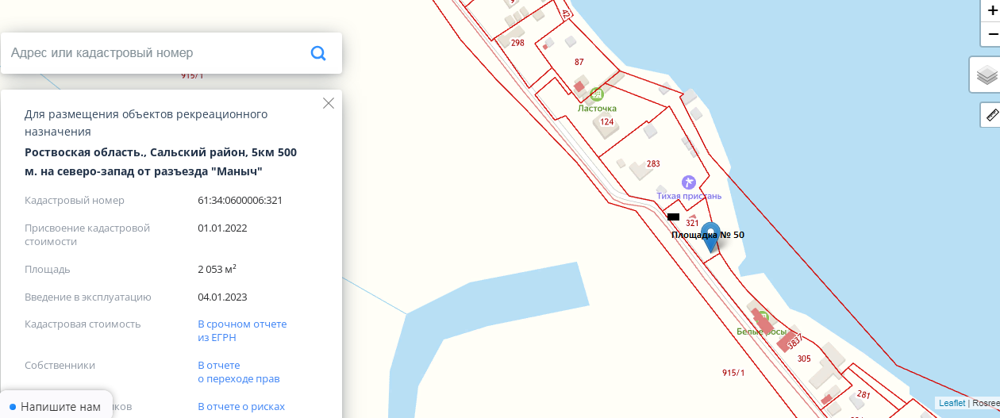 Адрес или кадастровый номер
915/1
Для размещения объектов рекреационного
назначения
Роствоская область., Сальский район, 5км 500
м. на северо-запад от разъезда "Маныч"
Кадастровый номер 61:34:0600006:321
Присвоение кадастровой 01.01.2022
стоимости
Площадь 2 053 м²
Введение в эксплуатацию 04.01.2023
Кадастровая стоимость В срочном отчете
из ЕГРН
Собственники В отчете
о переходе прав
В отчете о рисках
Напишите нам
42
298
87
Ласточка
124
283
Тихая пристань
321
Площадка № 50
Белые росы
3837
305
915/1
281
+
−
Leaflet | Rosree